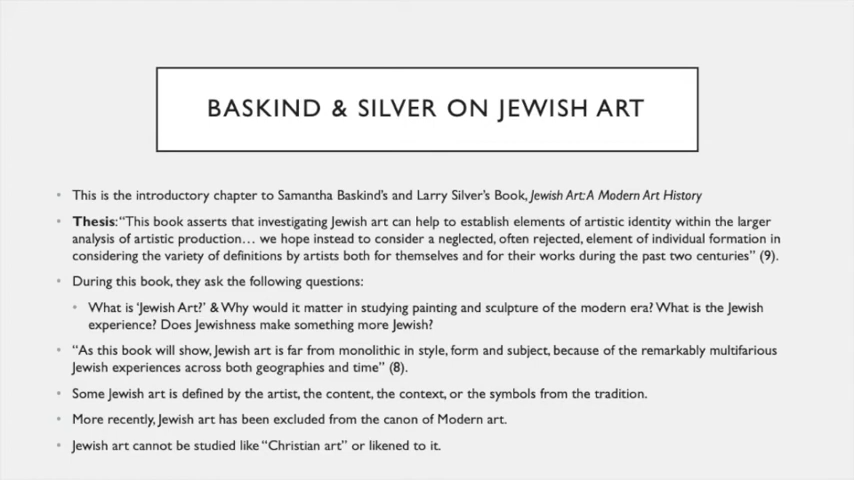 BASKIND & SILVER ON JEWISH ART
• This is the introductory chapter to Samantha Baskind's and Larry Silver's Book, Jewish Art: A Modern Art History
• Thesis: "This book asserts that investigating Jewish art can help to establish elements of artistic identity within the larger
analysis of artistic production... we hope instead to consider a neglected, often rejected, element of individual formation in
considering the variety of definitions by artists both for themselves and for their works during the past two centuries" (9).
• During this book, they ask the following questions:
• What is 'Jewish Art?' & Why would it matter in studying painting and sculpture of the modern era? What is the Jewish
experience? Does Jewishness make something more Jewish?
• "As this book will show, Jewish art is far from monolithic in style, form and subject, because of the remarkably multifarious
Jewish experiences across both geographies and time" (8).
• Some Jewish art is defined by the artist, the content, the context, or the symbols from the tradition.
• More recently, Jewish art has been excluded from the canon of Modern art.
• Jewish art cannot be studied like "Christian art" or likened to it.